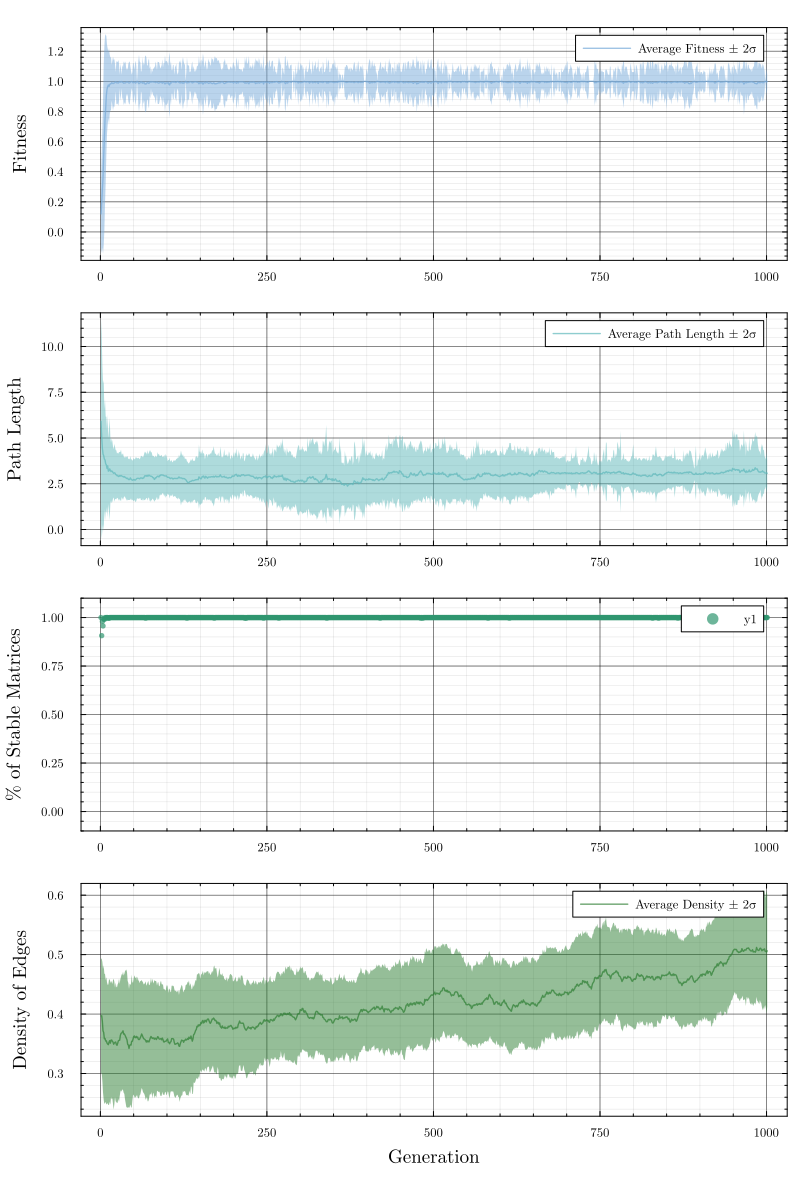 Average Fitness ± 2σ
Fitness
1.2
1.0
0.8
0.6
0.4
0.2
0.0
0 250 500 750 1000
Average Path Length ± 2σ
Path Length
10.0
7.5
5.0
2.5
0.0
0 250 500 750 1000
y1
% of Stable Matrices
1.00
0.75
0.50
0.25
0.00
0 250 500 750 1000
Average Density ± 2σ
Density of Edges
0.6
0.5
0.4
0.3
0 250 500 750 1000
Generation